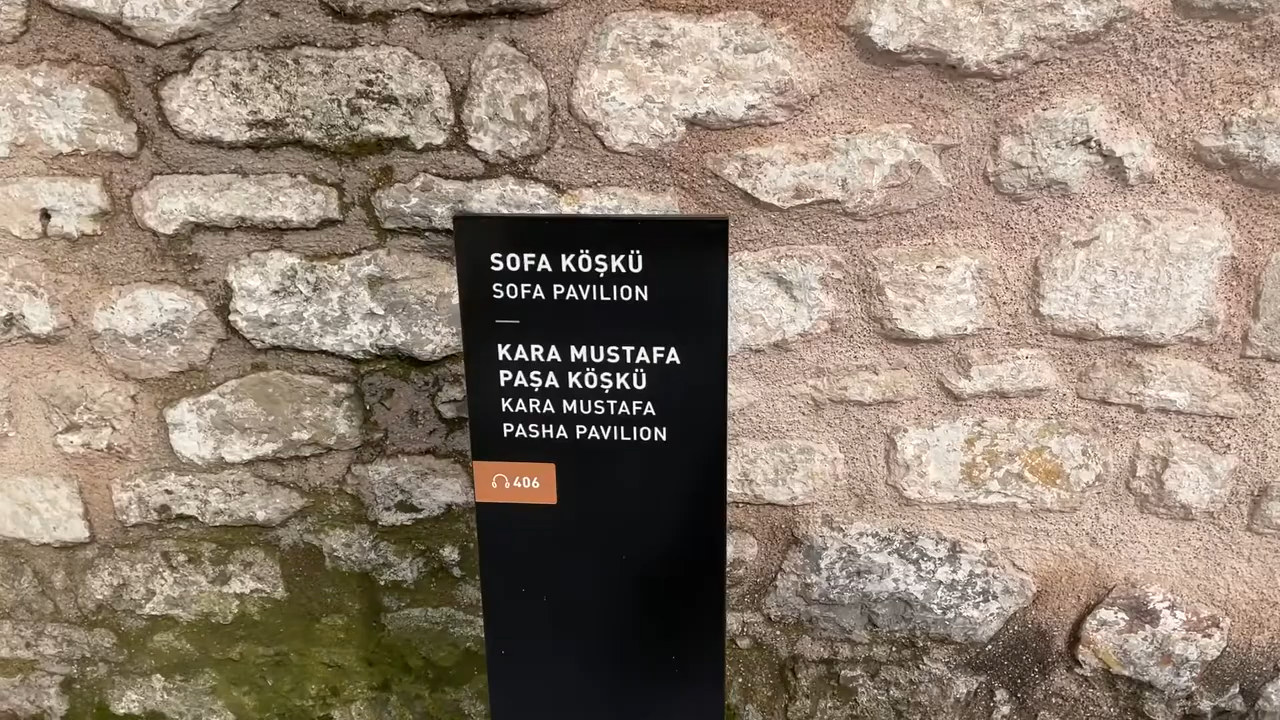 SOFA KÖŞKÜ
SOFA PAVILION
KARA MUSTAFA
PAŞA KÖŞKÜ
KARA MUSTAFA
PASHA PAVILION
406